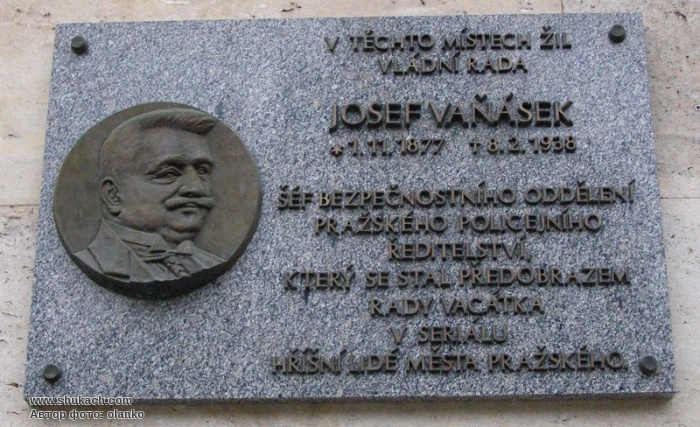 V TĚCHTO MÍSTECH ŽIL
VLÁDNÍ RADA
JOSEF VAŇÁSEK
* 1. 11. 1877 † 8. 2. 1938
ŠÉF BEZPEČNOSTNÍHO ODDĚLENÍ
PRAŽSKÉHO POLICEJNÍHO
ŘEDITELSTVÍ,
KTERÝ SE STAL PŘEDOBRAZEM
RADY VACÁTKA
V SERIÁLU
HŘÍŠNÍ LIDÉ MĚSTA PRAŽSKÉHO.
www.shukach.com
Автор фото: olanko